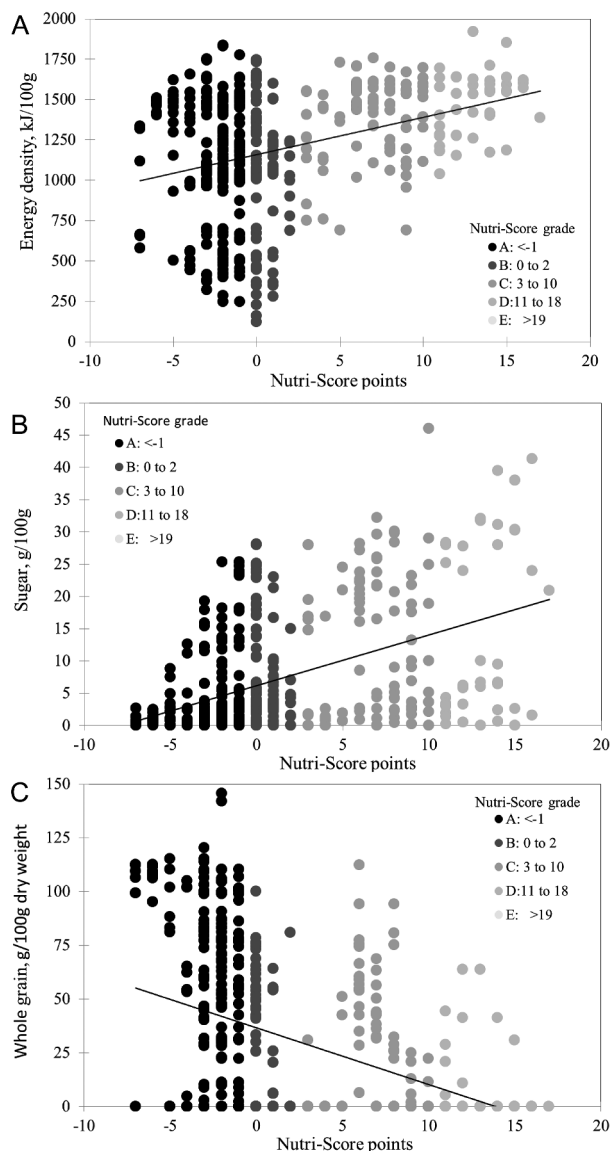 A
Energy density, kJ/100g
2000
1750
1500
1250
1000
750
500
250
0
-10
-5
0
5
10
15
20
Nutri-Score points
Nutri-Score grade
A: <-1
B: 0 to 2
C: 3 to 10
D:11 to 18
E: >19
B
Sugar, g/100g
50
45
40
35
30
25
20
15
10
5
0
-10
-5
0
5
10
15
20
Nutri-Score points
Nutri-Score grade
A: <-1
B: 0 to 2
C: 3 to 10
D:11 to 18
E: >19
C
Whole grain, g/100g dry weight
150
125
100
75
50
25
0
-10
-5
0
5
10
15
20
Nutri-Score points
Nutri-Score grade
A: <-1
B: 0 to 2
C: 3 to 10
D:11 to 18
E: >19